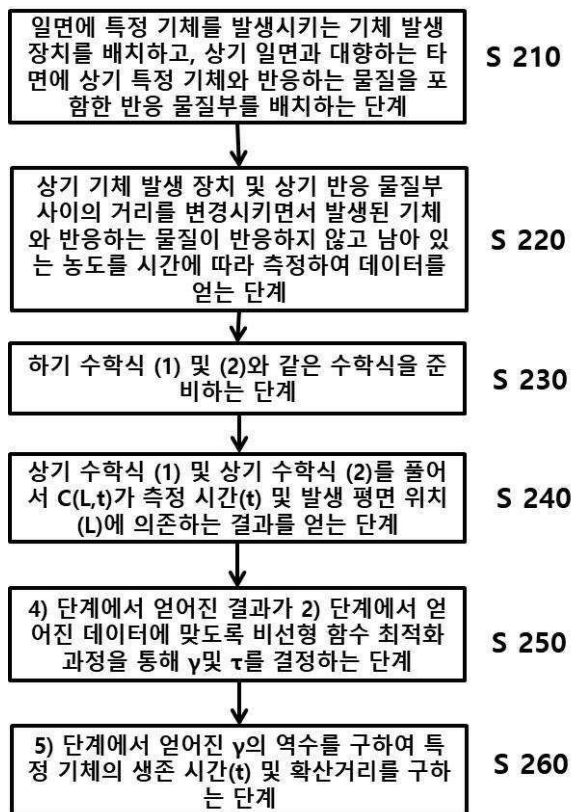 일면에 특정 기체를 발생시키는 기체 발생
장치를 배치하고, 상기 일면과 대향하는 타
면에 상기 특정 기체와 반응하는 물질을 포
함한 반응 물질부를 배치하는 단계
S 210
상기 기체 발생 장치 및 상기 반응 물질부
사이의 거리를 변경시키면서 발생된 기체
와 반응하는 물질이 반응하지 않고 남아 있
는 농도를 시간에 따라 측정하여 데이터를
얻는 단계
S 220
하기 수학식 (1) 및 (2)와 같은 수학식을 준
비하는 단계
S 230
상기 수학식 (1) 및 상기 수학식 (2)를 풀어
서 C(L,t)가 측정 시간(t) 및 발생 평면 위치
(L)에 의존하는 결과를 얻는 단계
S 240
4) 단계에서 얻어진 결과가 2) 단계에서 얻
어진 데이터에 맞도록 비선형 함수 최적화
과정을 통해 γ및 τ를 결정하는 단계
S 250
5) 단계에서 얻어진 γ의 역수를 구하여 특
정 기체의 생존 시간(t) 및 확산거리를 구하
는 단계
S 260